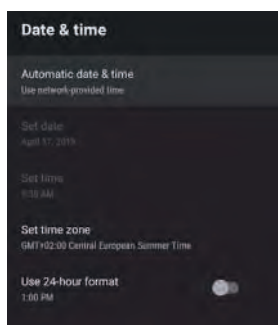 Date & time
Automatic date & time
Use network-provided time
Set date
April 17, 2019
Set time
Set time zone
GMT+02:00 Central European Summer Time
Use 24-hour format
1:00 PM